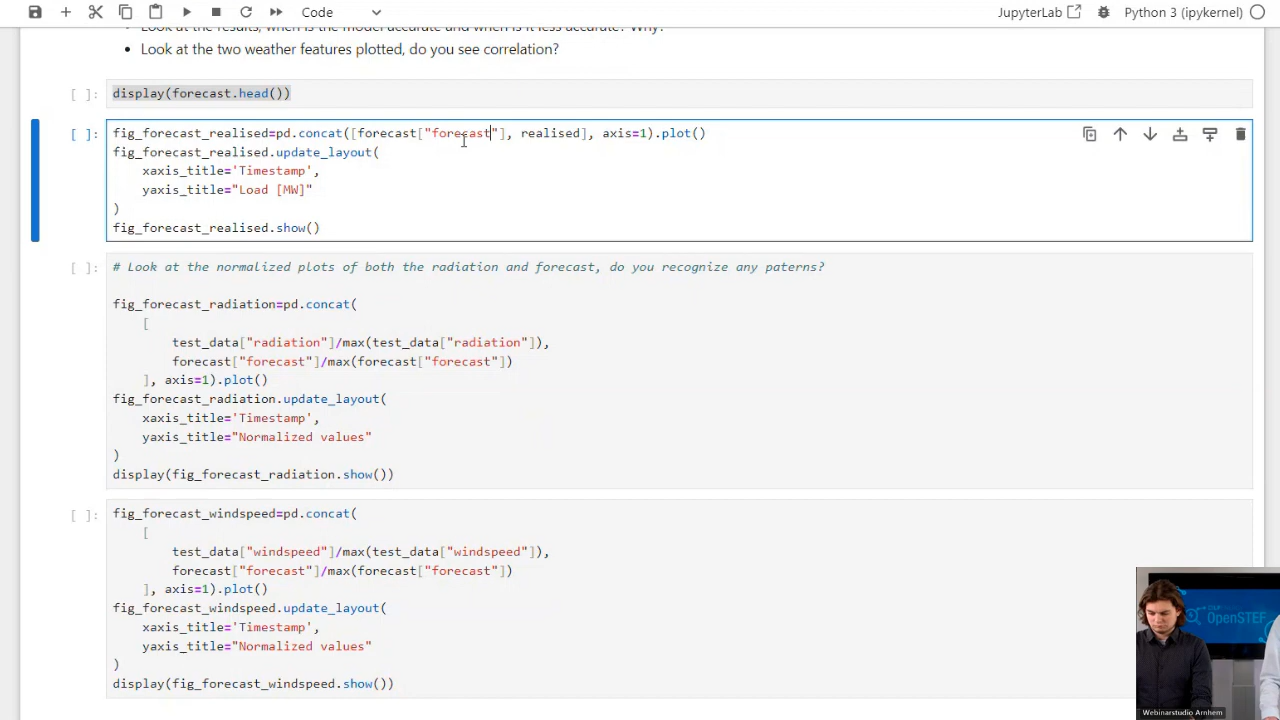 Code
JupyterLab
Python 3 (ipykernel)
Look at the results, when is the model accurate and when is it less accurate? Why?
• Look at the two weather features plotted, do you see correlation?
[ ]: display(forecast.head())
[ ]: fig_forecast_realised=pd.concat([forecast["forecast"], realised], axis=1).plot()
fig_forecast_realised.update_layout(
xaxis_title='Timestamp',
yaxis_title="Load [MW]"
)
fig_forecast_realised.show()
[ ]: # Look at the normalized plots of both the radiation and forecast, do you recognize any paterns?
fig_forecast_radiation=pd.concat(
[
test_data["radiation"]/max(test_data["radiation"]),
forecast["forecast"]/max(forecast["forecast"])
], axis=1).plot()
fig_forecast_radiation.update_layout(
xaxis_title='Timestamp',
yaxis_title="Normalized values"
)
display(fig_forecast_radiation.show())
[ ]: fig_forecast_windspeed=pd.concat(
[
test_data["windspeed"]/max(test_data["windspeed"]),
forecast["forecast"]/max(forecast["forecast"])
], axis=1).plot()
fig_forecast_windspeed.update_layout(
xaxis_title='Timestamp',
yaxis_title="Normalized values"
)
display(fig_forecast_windspeed.show())
OpenSTEF
Webinarstudio Arnhem